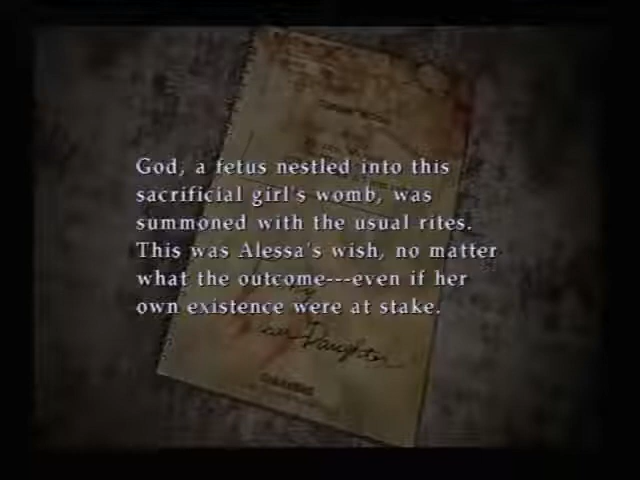 God, a fetus nestled into this
sacrificial girl's womb, was
summoned with the usual rites.
This was Alessa's wish, no matter
what the outcome---even if her
own existence were at stake.
Daughter